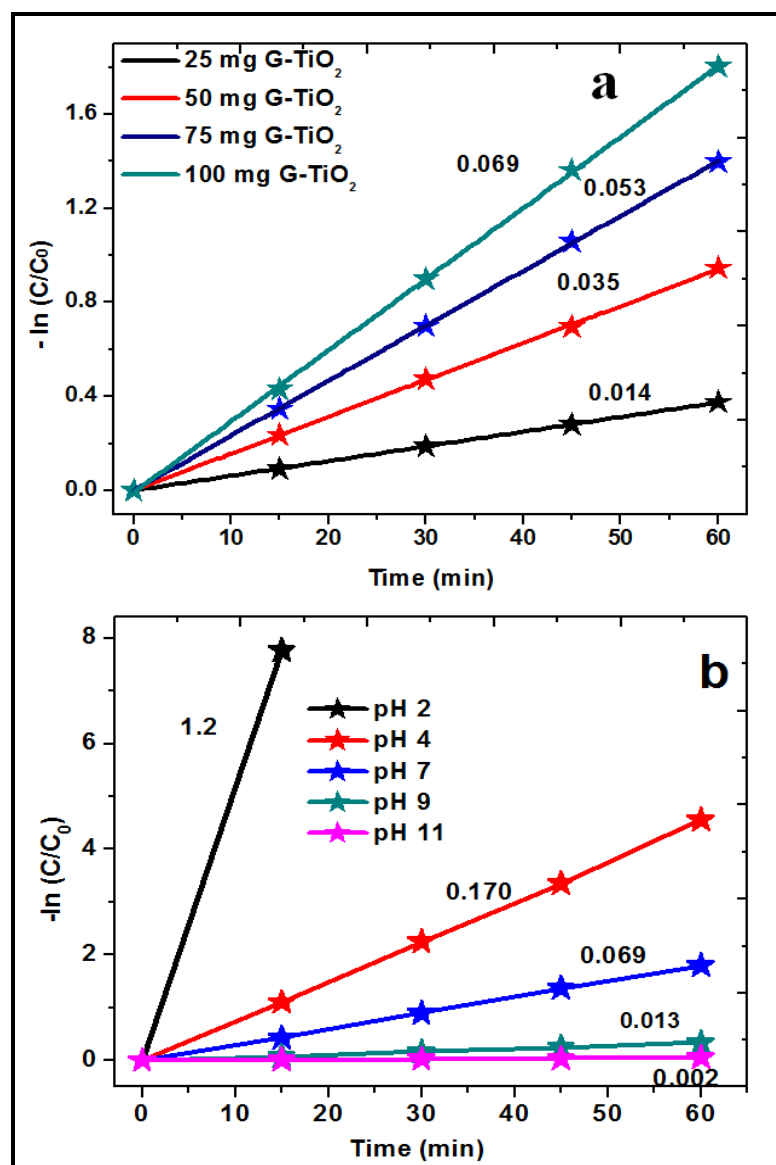 25 mg G-TiO₂
50 mg G-TiO₂
75 mg G-TiO₂
100 mg G-TiO₂
a
0.069
0.053
0.035
0.014
1.6
1.2
0.8
0.4
0.0
- ln (C/C₀)
0 10 20 30 40 50 60
Time (min)
b
pH 2
pH 4
pH 7
pH 9
pH 11
1.2
0.170
0.069
0.013
0.002
8
6
4
2
0
-ln (C/C₀)
0 10 20 30 40 50 60
Time (min)